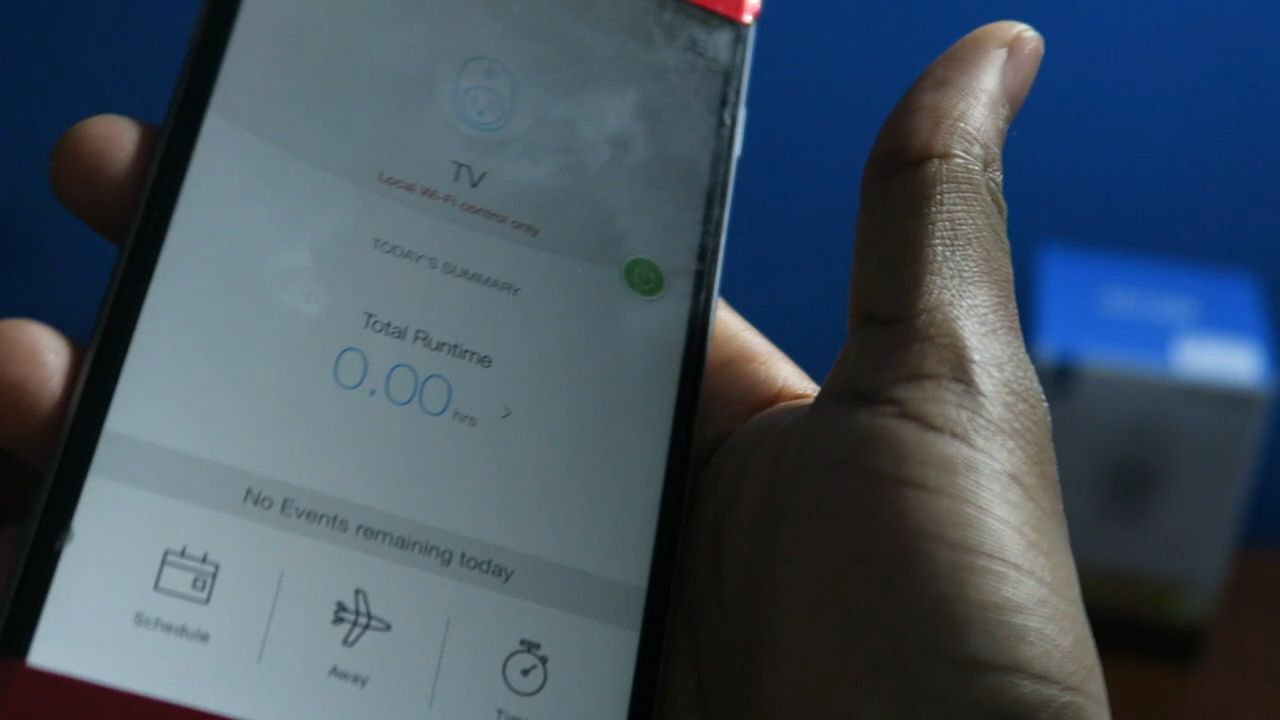 TV
Local Wi-Fi control only
TODAY'S SUMMARY
Total Runtime
0.00 hrs
No Events remaining today
Schedule
Away